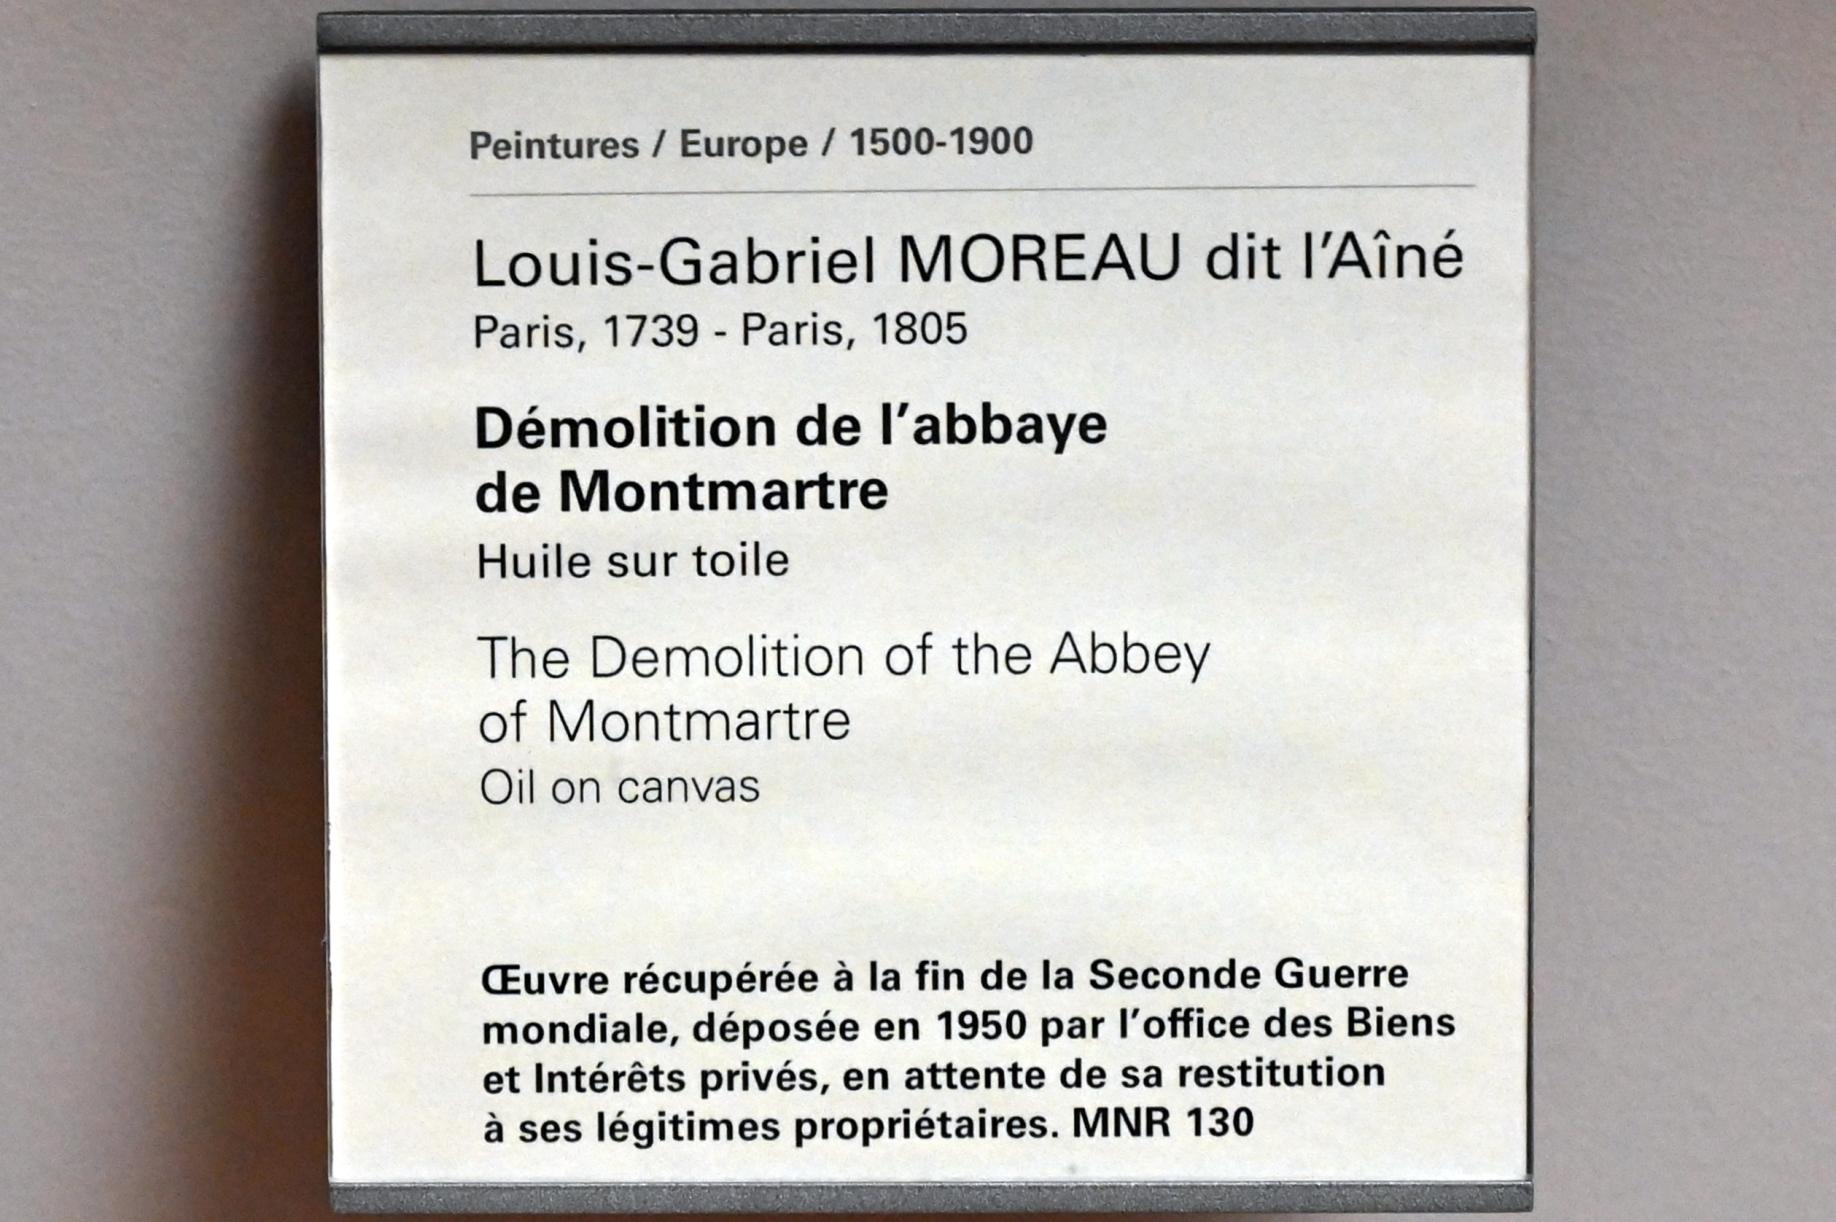 Peintures / Europe / 1500-1900
Louis-Gabriel MOREAU dit l'Aîné
Paris, 1739 - Paris, 1805
Démolition de l'abbaye
de Montmartre
Huile sur toile
The Demolition of the Abbey
of Montmartre
Oil on canvas
Œuvre récupérée à la fin de la Seconde Guerre
mondiale, déposée en 1950 par l'office des Biens
et Intérêts privés, en attente de sa restitution
à ses légitimes propriétaires. MNR 130